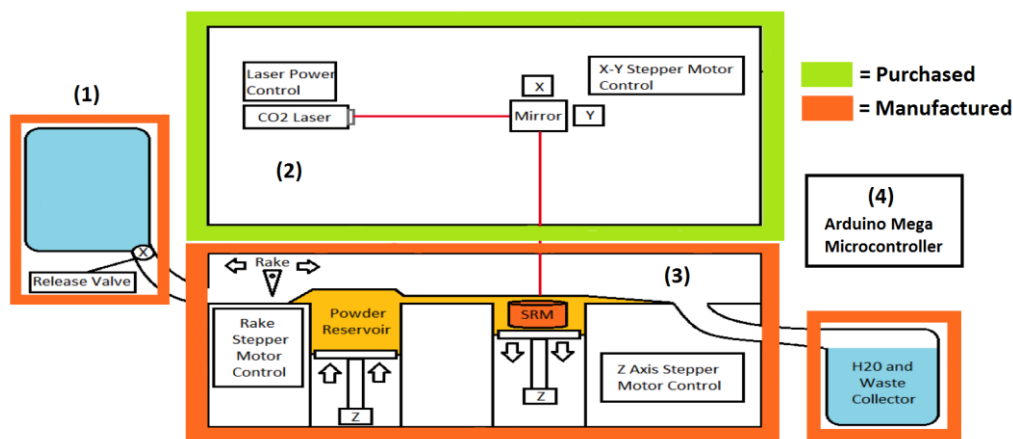 (1)
Release Valve
X
Laser Power
Control
CO2 Laser
(2)
X
Mirror
Y
X-Y Stepper Motor
Control
= Purchased
= Manufactured
(4)
Arduino Mega
Microcontroller
Rake
(3)
Rake
Stepper
Motor
Control
Powder
Reservoir
Z
SRM
Z
Z Axis Stepper
Motor Control
H20 and
Waste
Collector